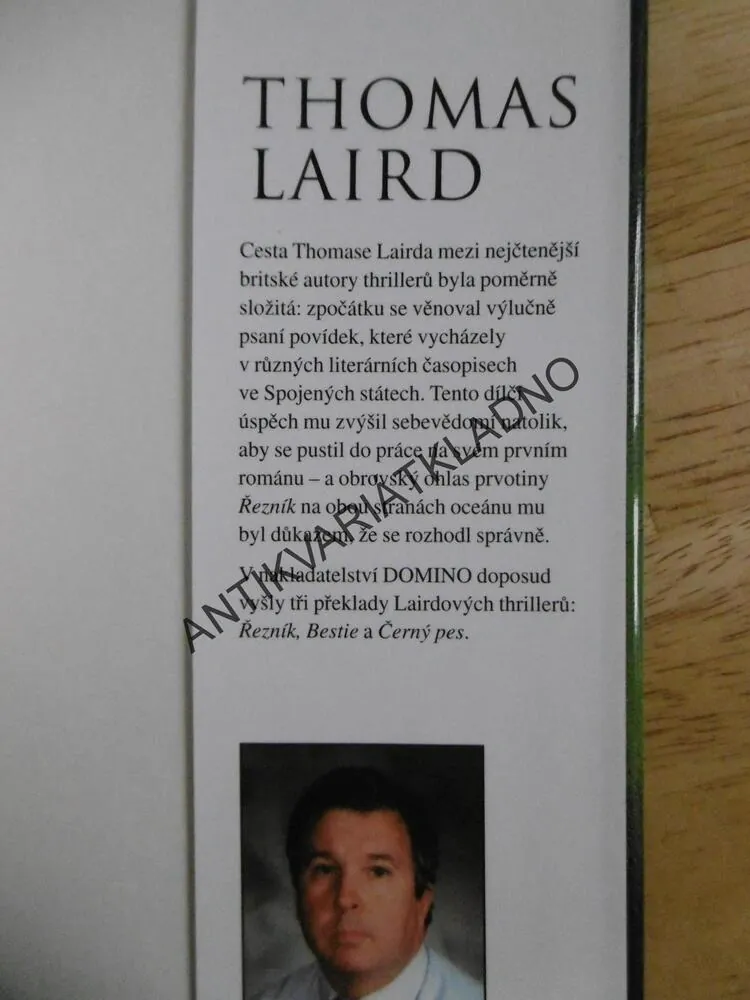 THOMAS
LAIRD
Cesta Thomase Lairda mezi nejčtenější
britské autory thrillerů byla poměrně
složitá: zpočátku se věnoval výlučně
psaní povídek, které vycházely
v různých literárních časopisech
ve Spojených státech. Tento dílčí
úspěch mu zvýšil sebevědomí natolik,
aby se pustil do práce na svém prvním
románu – a obrovský ohlas prvotiny
Řezník na obou stranách oceánu mu
byl důkazem, že se rozhodl správně.
V nakladatelství DOMINO doposud
vyšly tři překlady Lairdových thrillerů:
Řezník, Bestie a Černý pes.
ANTIKVARIATKLADNO